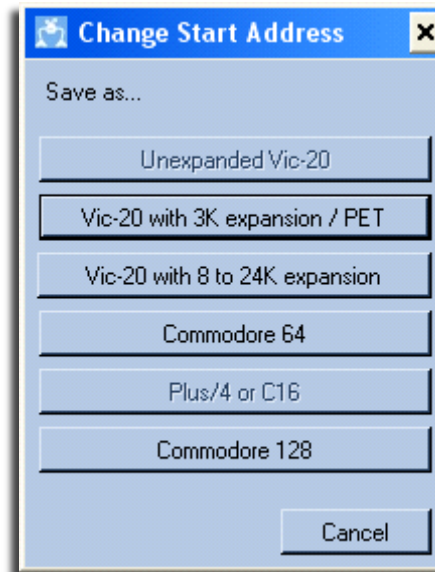 Change Start Address
Save as...
Unexpanded Vic-20
Vic-20 with 3K expansion / PET
Vic-20 with 8 to 24K expansion
Commodore 64
Plus/4 or C16
Commodore 128
Cancel